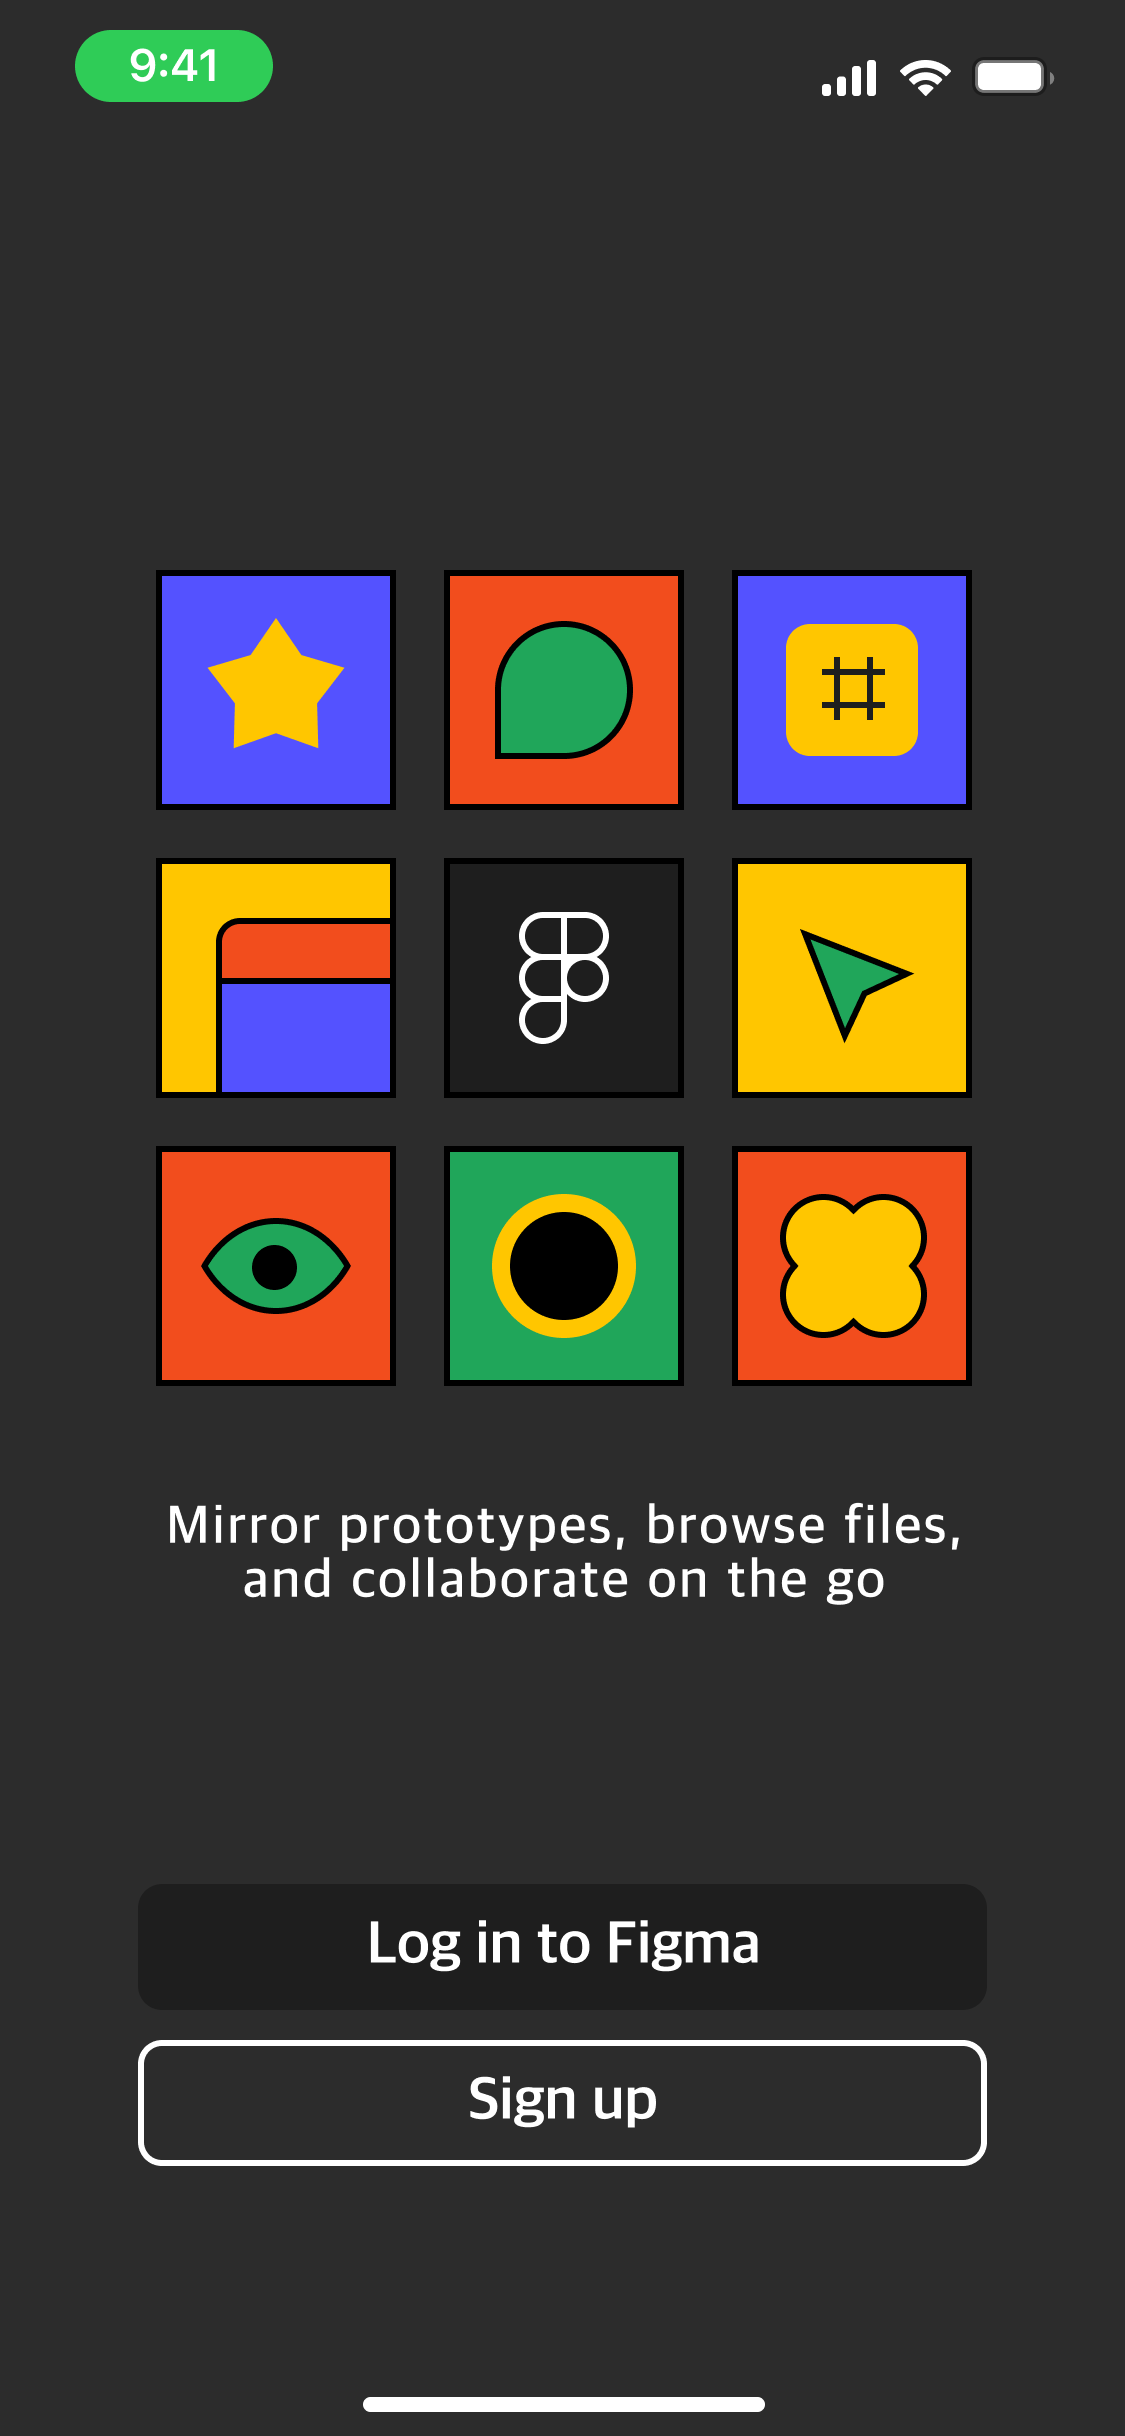 9:41
Mirror prototypes, browse files,
and collaborate on the go
Log in to Figma
Sign up